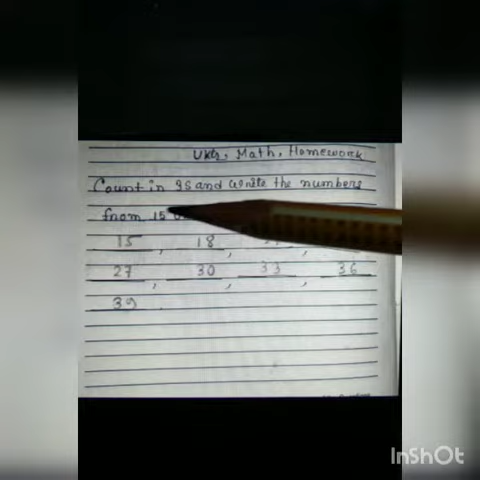 UKG, Math, Homework
Count in 3s and write the numbers
from 15
15, 18,
27, 30, 33, 36
39
InShOt